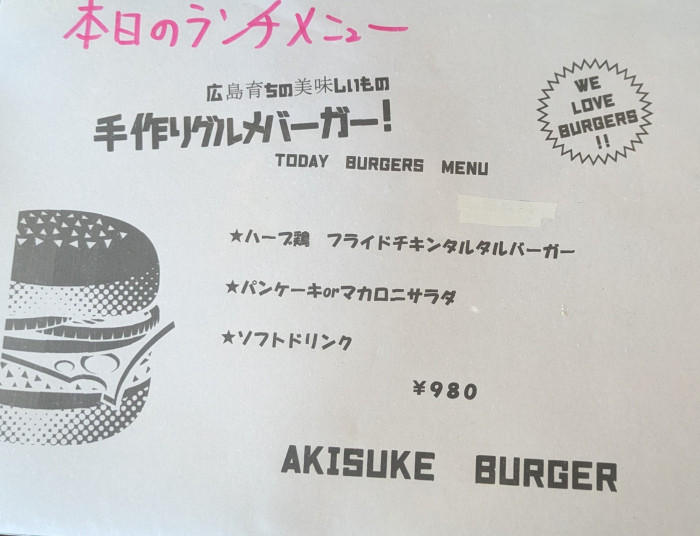 本日のランチメニュー
広島育ちの美味しいもの
手作りグルメバーガー!
TODAY BURGERS MENU
WE
LOVE
BURGERS
!!
★ハーブ鶏 フライドチキンタルタルバーガー
★パンケーキorマカロニサラダ
★ソフトドリンク
¥980
AKISUKE BURGER